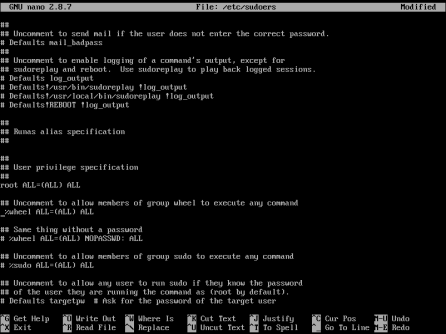 GNU nano 2.8.7 File: /etc/sudoers Modified
##
## Uncomment to send mail if the user does not enter the correct password.
# Defaults mail_badpass
##
## Uncomment to enable logging of a command's output, except for
## sudoreplay and reboot.  Use sudoreplay to play back logged sessions.
# Defaults log_output
# Defaults!/usr/bin/sudoreplay !log_output
# Defaults!/usr/local/bin/sudoreplay !log_output
# Defaults!REBOOT !log_output
##
## Runas alias specification
##
##
## User privilege specification
##
root ALL=(ALL) ALL
## Uncomment to allow members of group wheel to execute any command
%wheel ALL=(ALL) ALL
## Same thing without a password
# %wheel ALL=(ALL) NOPASSWD: ALL
## Uncomment to allow members of group sudo to execute any command
# %sudo ALL=(ALL) ALL
## Uncomment to allow any user to run sudo if they know the password
## of the user they are running the command as (root by default).
# Defaults targetpw  # Ask for the password of the target user
^G Get Help ^O Write Out ^W Where Is ^K Cut Text ^J Justify ^C Cur Pos M-U Undo
^X Exit ^R Read File ^\ Replace ^U Uncut Text ^T To Spell ^_ Go To Line M-E Redo